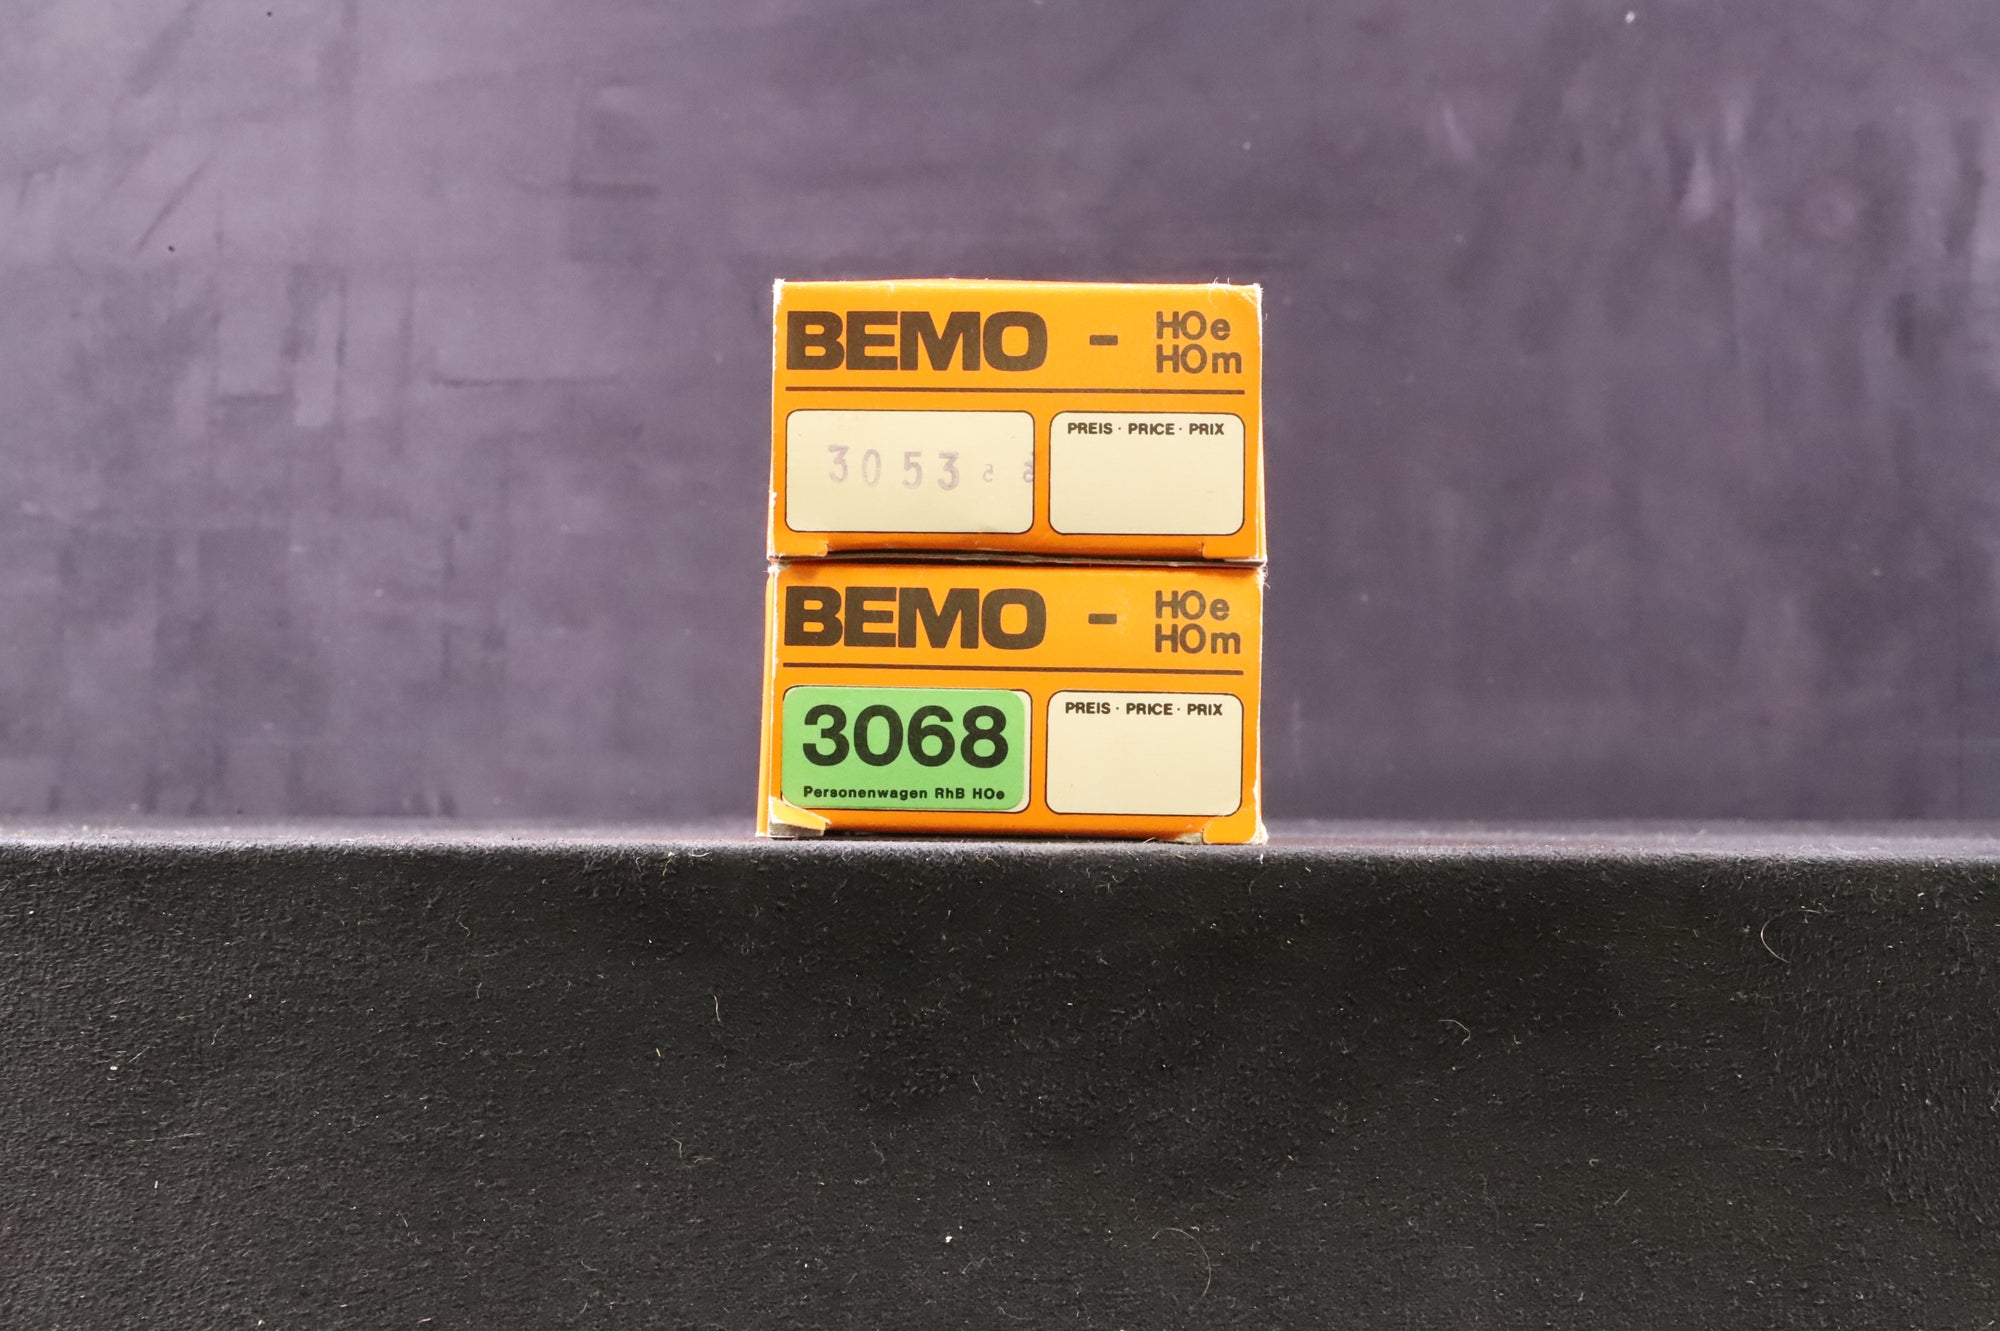 BEMO - HOe
HOm
3053
PREIS · PRICE · PRIX
BEMO - HOe
HOm
3068
Personenwagen RhB HOe
PREIS · PRICE · PRIX